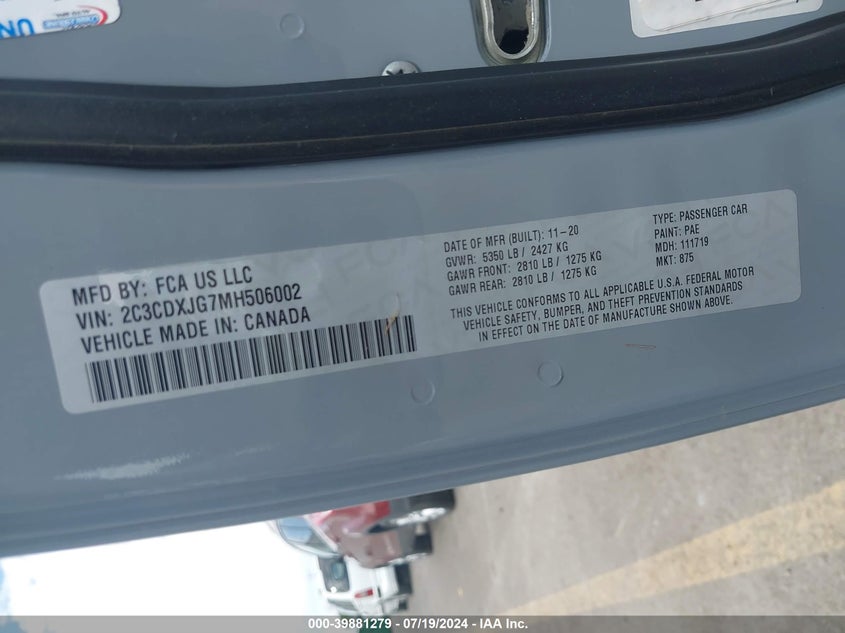 UN
MFD BY: FCA US LLC
VIN: 2C3CDXJG7MH506002
VEHICLE MADE IN: CANADA
DATE OF MFR (BUILT): 11-20
GVWR: 5350 LB / 2427 KG
GAWR FRONT: 2810 LB / 1275 KG
GAWR REAR: 2810 LB / 1275 KG
TYPE: PASSENGER CAR
PAINT: PAE
MDH: 111719
MKT: 875
THIS VEHICLE CONFORMS TO ALL APPLICABLE U.S.A. FEDERAL MOTOR
VEHICLE SAFETY, BUMPER, AND THEFT PREVENTION STANDARDS
IN EFFECT ON THE DATE OF MANUFACTURE SHOWN ABOVE.
000-39881279 - 07/19/2024 - IAA Inc.